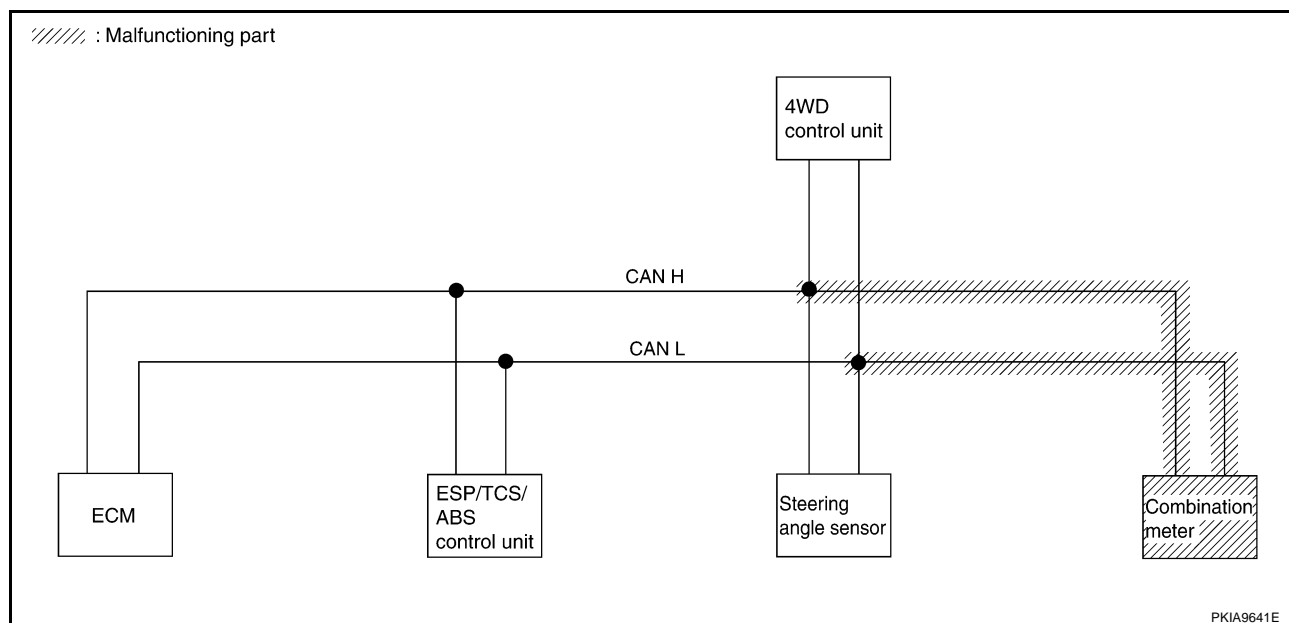 : Malfunctioning part
4WD
control unit
CAN H
CAN L
ECM
ESP/TCS/
ABS
control unit
Steering
angle sensor
Combination
meter
PKIA9641E